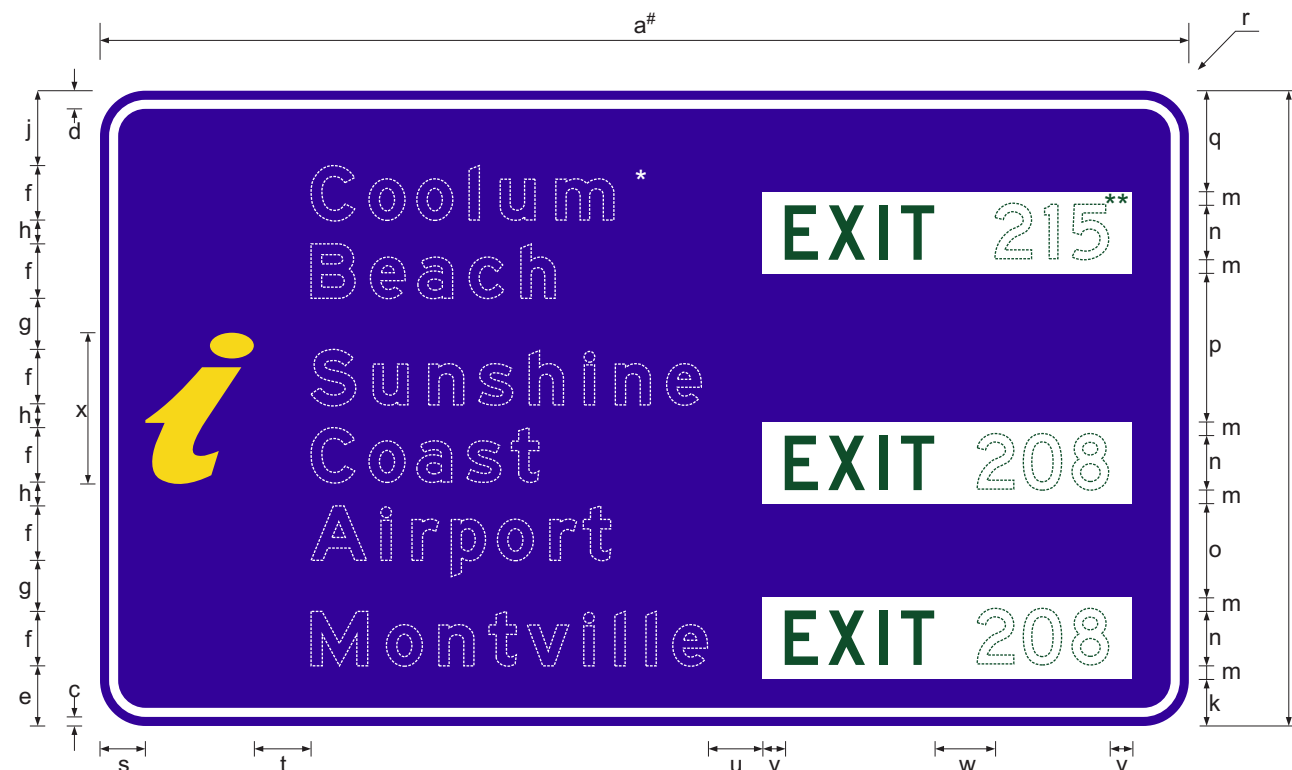 a#
r
j
d
q
Coolum *
f
m
EXIT 215**
h
n
Beach
f
m
g
i
p
Sunshine
f
x
h
m
Coast
EXIT 208
f
n
h
m
Airport
f
o
g
m
Montville
EXIT 208
f
n
m
e
c
k
s
t
u
v
w
v